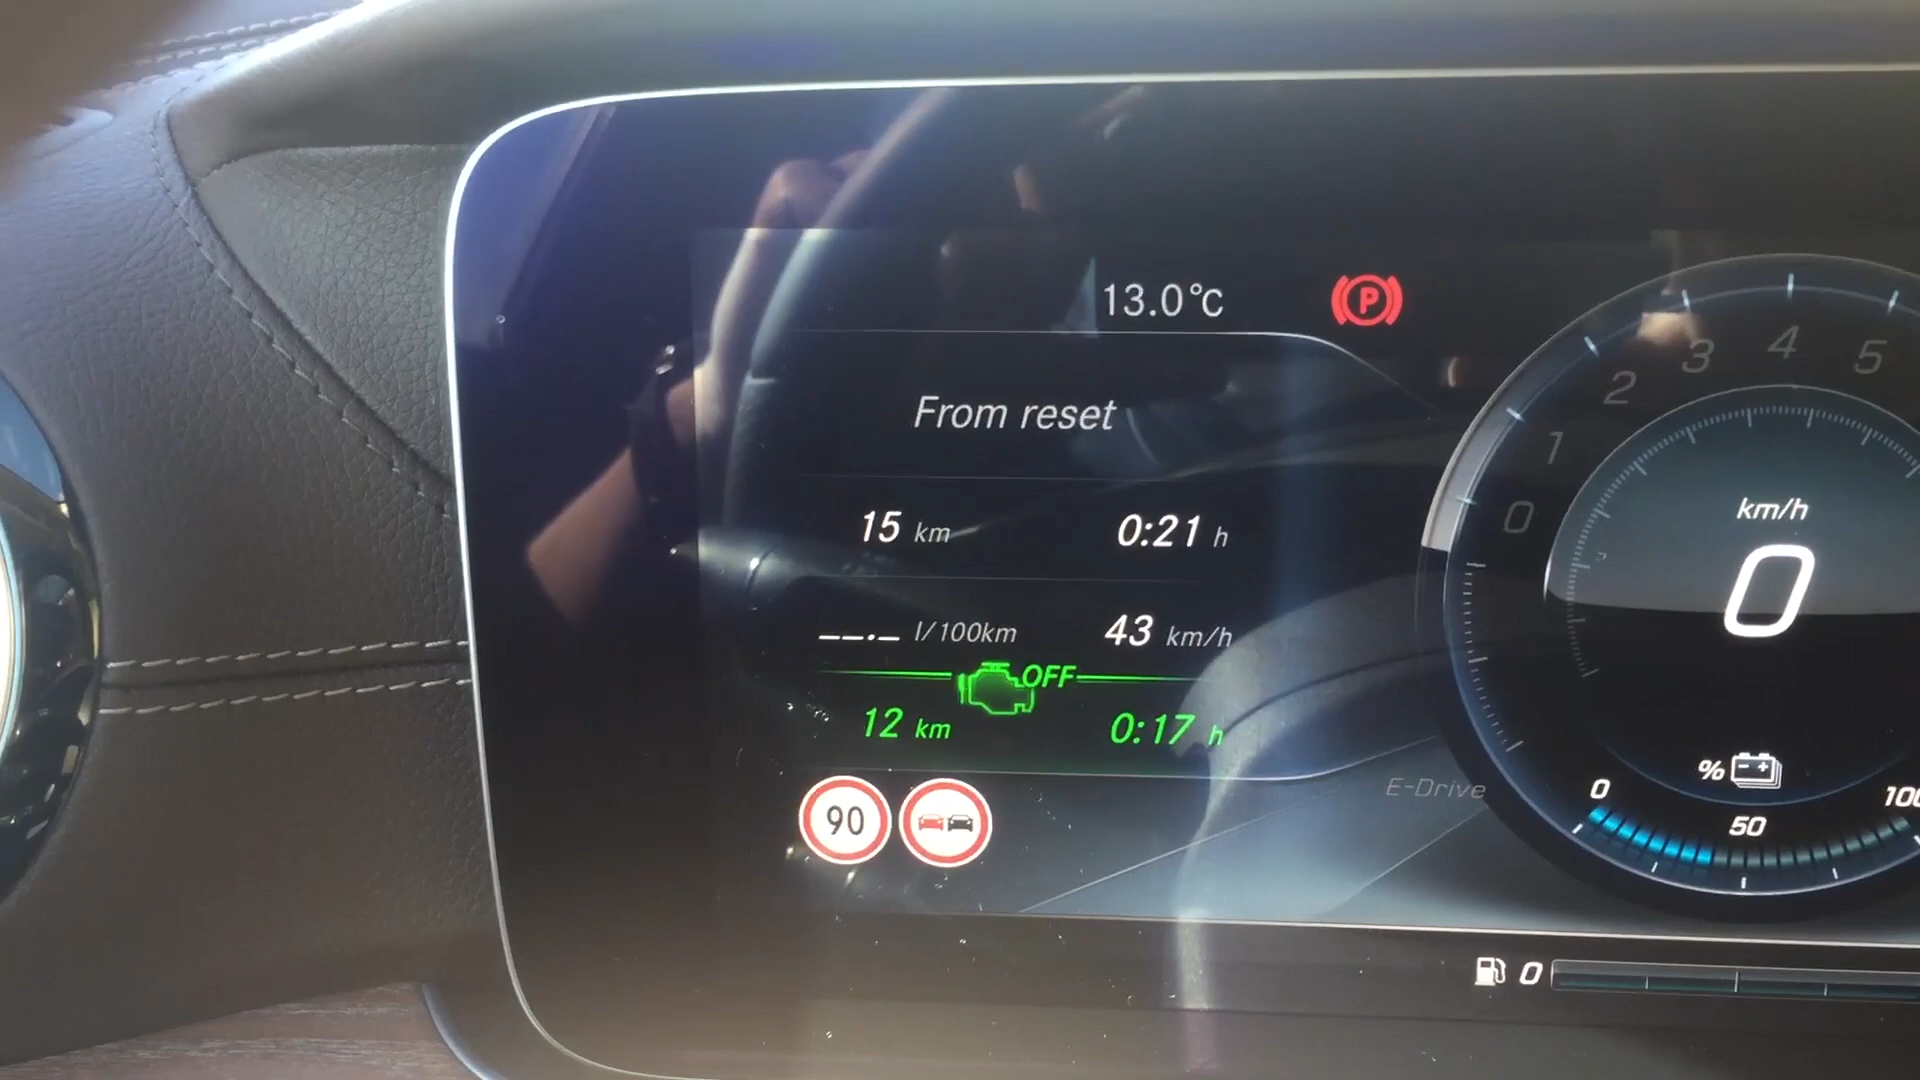 13.0°C
P
From reset
15 km 0:21 h
--.- l/100km 43 km/h
OFF
12 km 0:17 h
90
E-Drive
0 1 2 3 4 5
km/h
0
%
0 50 100
0